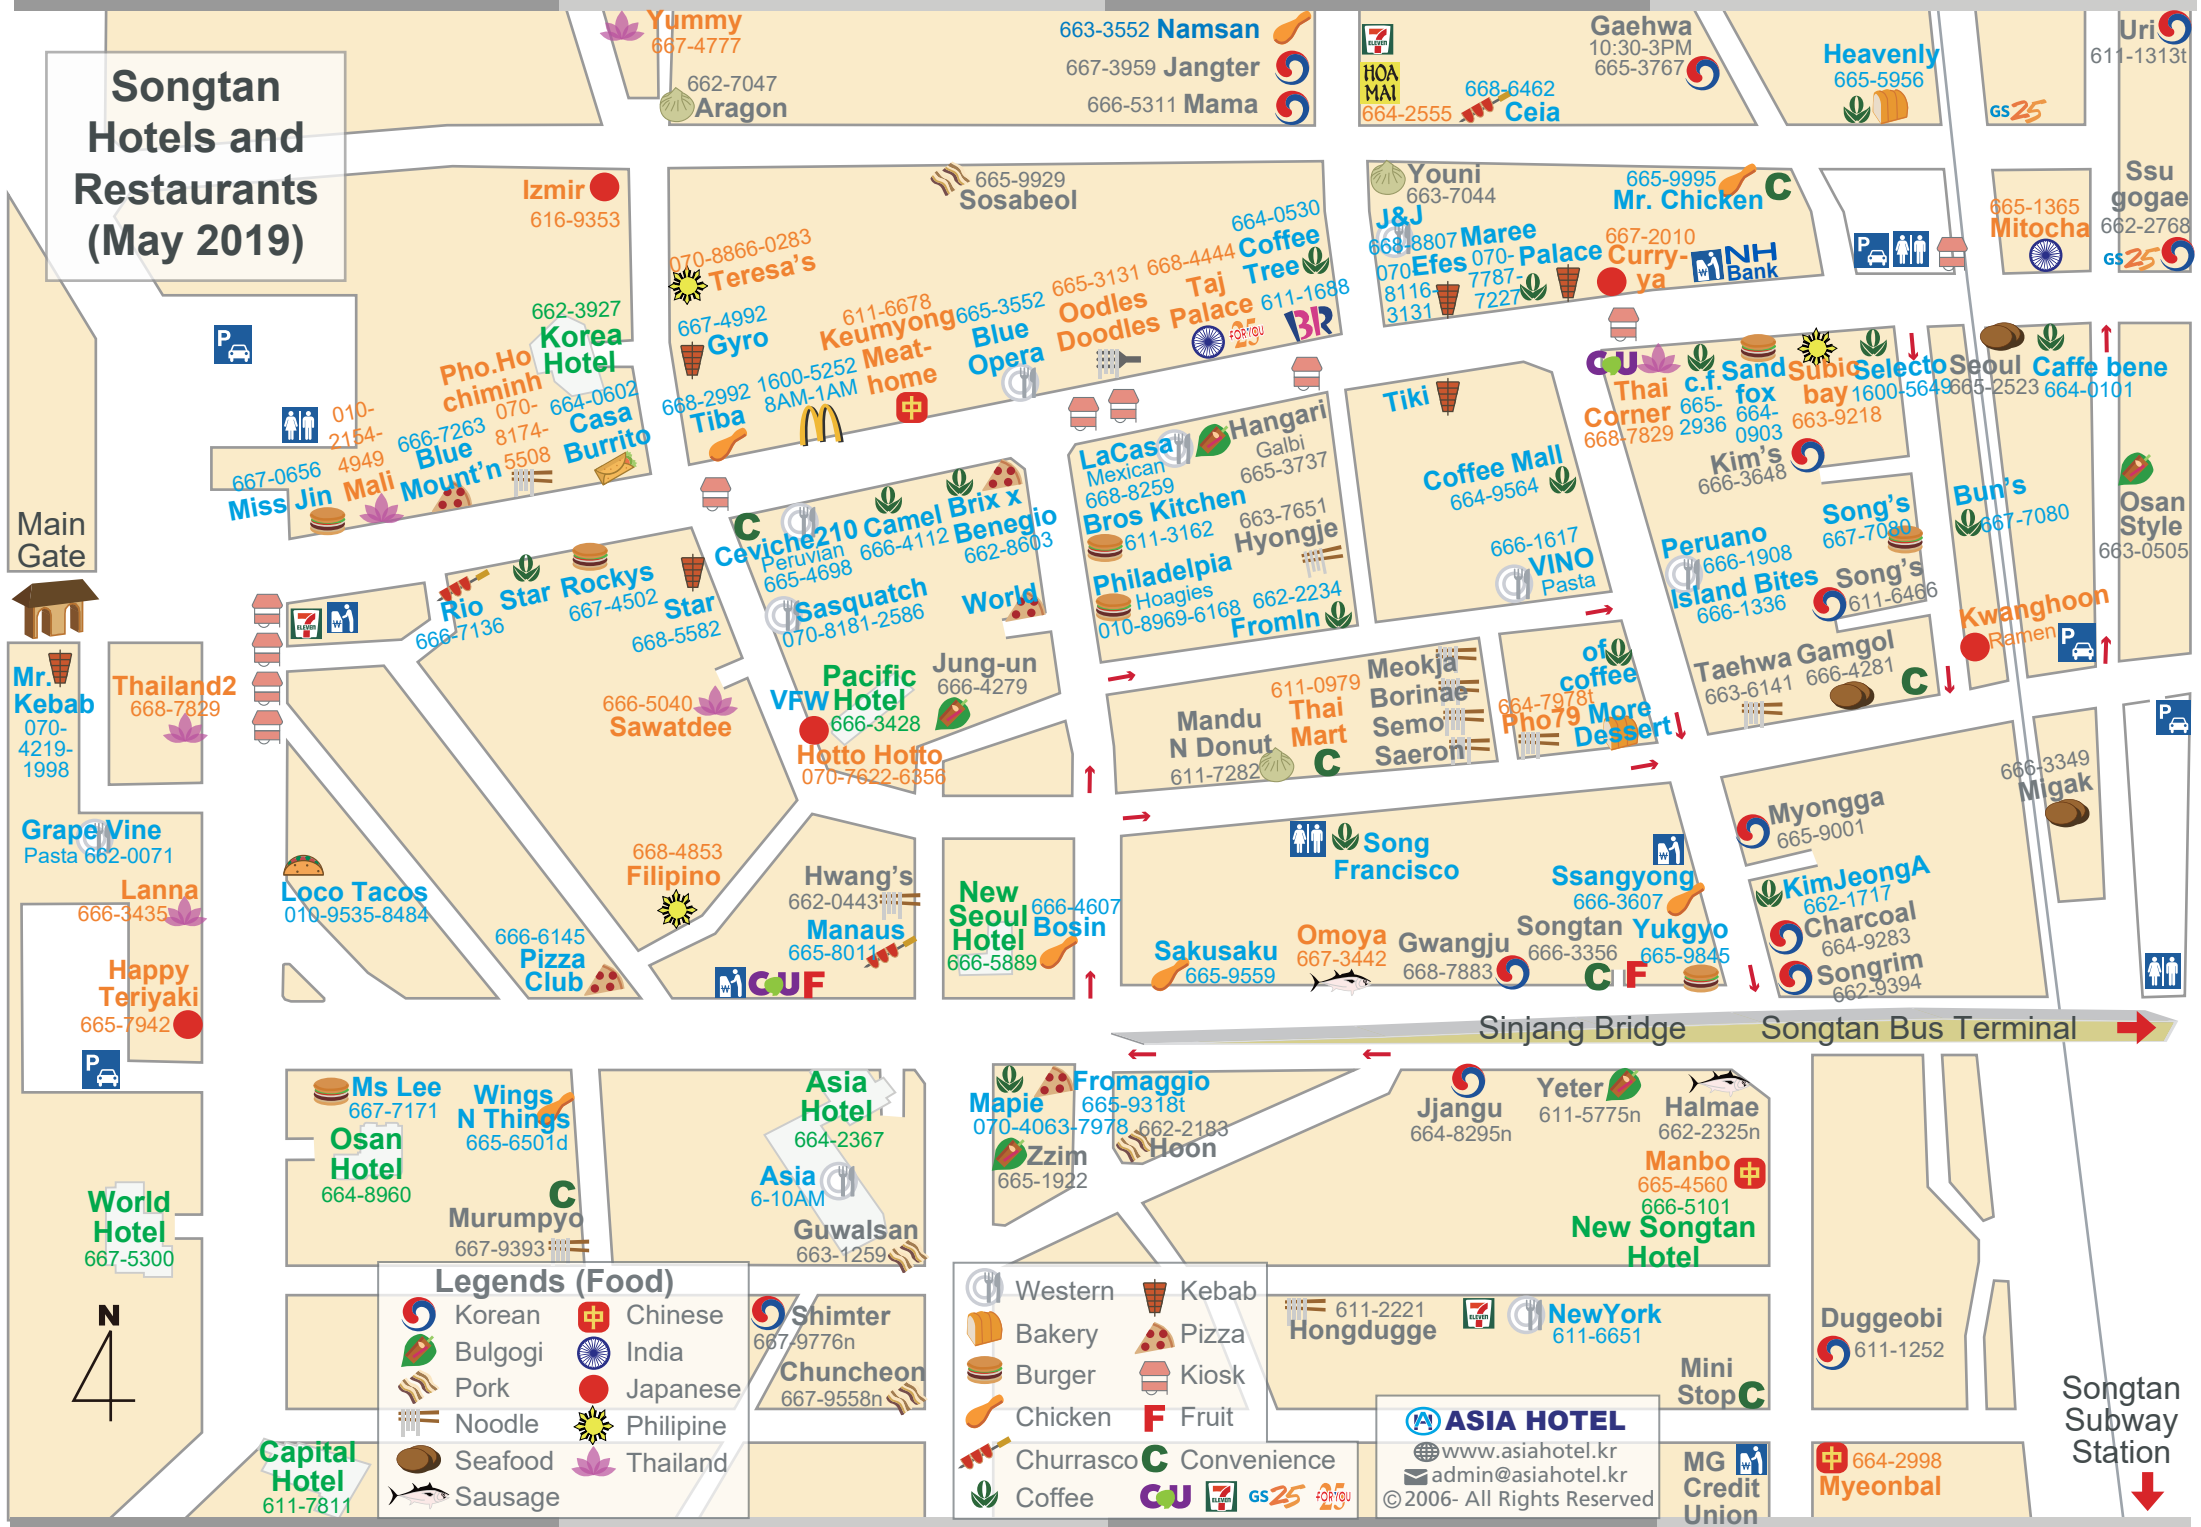 Songtan
Hotels and
Restaurants
(May 2019)
Yummy
667-4777
662-7047
Aragon
663-3552 Namsan
667-3959 Jangter
666-5311 Mama
7 ELEVEN
HOA
MAI
664-2555
668-6462
Ceia
Gaehwa
10:30-3PM
665-3767
Heavenly
665-5956
GS25
Uri
611-1313t
Izmir
616-9353
665-9929
Sosabeol
664-0530
Coffee
Tree
611-1688
BR
Youni
663-7044
J&J
668-8807
070-
8116-
3131
Efes
Maree
070-
7787-
7227
Palace
665-9995
Mr. Chicken
C
667-2010
Curry-
ya
NH
Bank
P
665-1365
Mitocha
Ssu
gogae
662-2768
GS25
070-8866-0283
Teresa's
667-4992
Gyro
668-2992
Tiba
1600-5252
8AM-1AM
611-6678
Keumyong
Meat-
home
665-3552
Blue
Opera
665-3131
Oodles
Doodles
668-4444
Taj
Palace
FOR YOU
25
662-3927
Korea
Hotel
P
Pho.Ho
chiminh
070-
8174-
5508
010-
2154-
4949
Mali
666-7263
Blue
Mount'n
664-0602
Casa
Burrito
667-0656
Miss Jin
Main
Gate
CU
Thai
Corner
668-7829
c.f.
665-
2936
Sand
fox
664-
0903
Subic
bay
663-9218
Selecto
1600-5649
Seoul
665-2523
Caffe bene
664-0101
Tiki
Hangari
Galbi
665-3737
LaCasa
Mexican
668-8259
Bros Kitchen
611-3162
663-7651
Hyongje
Philadelpia
Hoagies
010-8969-6168
662-2234
FromIn
Coffee Mall
664-9564
666-1617
VINO
Pasta
Kim's
666-3648
Song's
667-7080
Bun's
667-7080
Osan
Style
663-0505
Peruano
666-1908
Island Bites
666-1336
Song's
611-6466
Kwanghoon
Ramen
P
C
Ceviche210
Peruvian
665-4698
Camel
666-4112
Brix x
Benegio
662-8603
Sasquatch
070-8181-2586
World
Rio
666-7136
Star
Rockys
667-4502
Star
668-5582
7 ELEVEN
Mr.
Kebab
070-
4219-
1998
Thailand2
668-7829
666-5040
Sawatdee
VFW
Pacific
Hotel
666-3428
Jung-un
666-4279
Hotto Hotto
070-7622-6356
Mandu
N Donut
611-7282
611-0979
Thai
Mart
C
Meokja
Borinae
Semo
Saeron
664-7978t
Pho79
of
coffee
More
Dessert
Taehwa
663-6141
Gamgol
666-4281
C
P
666-3349
Migak
Grape Vine
Pasta 662-0071
Lanna
666-3435
Loco Tacos
010-9535-8484
668-4853
Filipino
Hwang's
662-0443
Manaus
665-8011
New
Seoul
Hotel
666-5889
666-4607
Bosin
Song
Francisco
Ssangyong
666-3607
Myongga
665-9001
KimJeongA
662-1717
Charcoal
664-9283
Songrim
662-9394
Happy
Teriyaki
665-7942
666-6145
Pizza
Club
CU F
Sakusaku
665-9559
Omoya
667-3442
Gwangju
668-7883
Songtan
666-3356
C F
Yukgyo
665-9845
P
Sinjang Bridge
Songtan Bus Terminal
Ms Lee
667-7171
Osan
Hotel
664-8960
Wings
N Things
665-6501d
C
Murumpyo
667-9393
Asia
Hotel
664-2367
Asia
6-10AM
Guwalsan
663-1259
Mapie
070-4063-7978
Fromaggio
665-9318t
662-2183
Hoon
Zzim
665-1922
Jjangu
664-8295n
Yeter
611-5775n
Halmae
662-2325n
Manbo
665-4560
666-5101
New Songtan
Hotel
World
Hotel
667-5300
N
Capital
Hotel
611-7811
Legends (Food)
Korean
Chinese
Bulgogi
India
Pork
Japanese
Noodle
Philipine
Seafood
Thailand
Sausage
Shimter
667-9776n
Chuncheon
667-9558n
Western
Kebab
Bakery
Pizza
Burger
Kiosk
Chicken
F Fruit
Churrasco
C Convenience
Coffee
CU
7 ELEVEN
GS25
FOR YOU
25
611-2221
Hongdugge
7 ELEVEN
NewYork
611-6651
Mini
Stop C
ASIA HOTEL
www.asiahotel.kr
admin@asiahotel.kr
©2006- All Rights Reserved
MG
Credit
Union
Duggeobi
611-1252
664-2998
Myeonbal
Songtan
Subway
Station